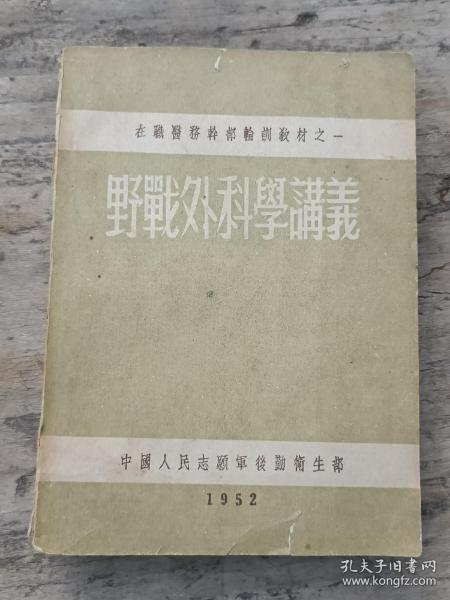 在職醫務幹部輪訓教材之一
野戰外科學講義
中國人民志願軍後勤衛生部
1952
孔夫子旧书网
www.kongfz.com